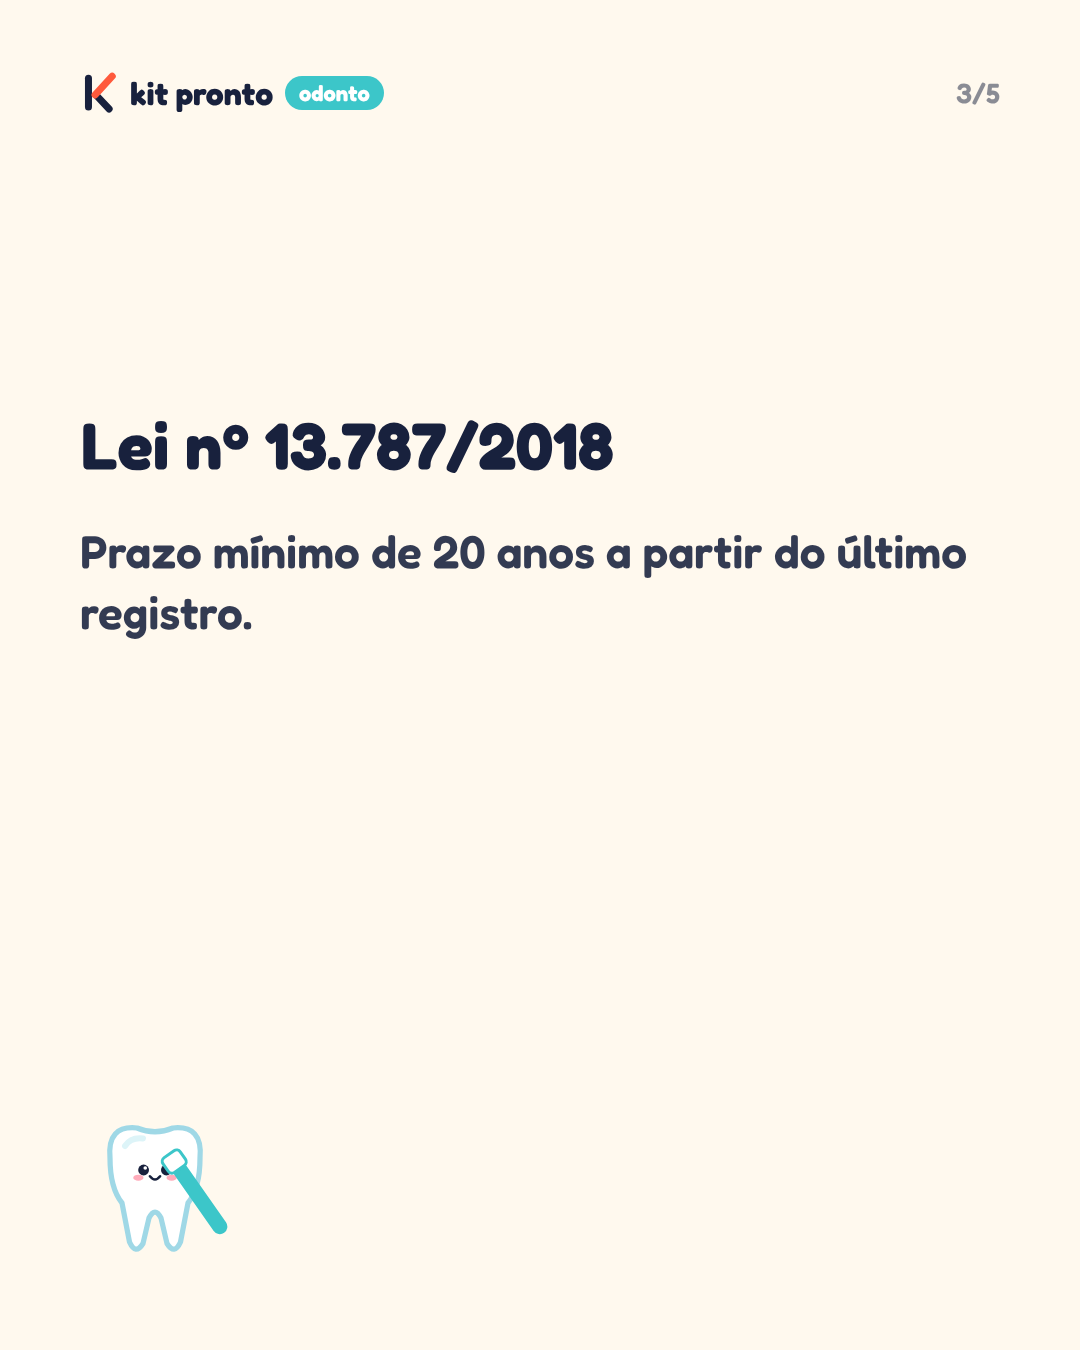 kit pronto odonto
3/5
Lei nº 13.787/2018
Prazo mínimo de 20 anos a partir do último
registro.